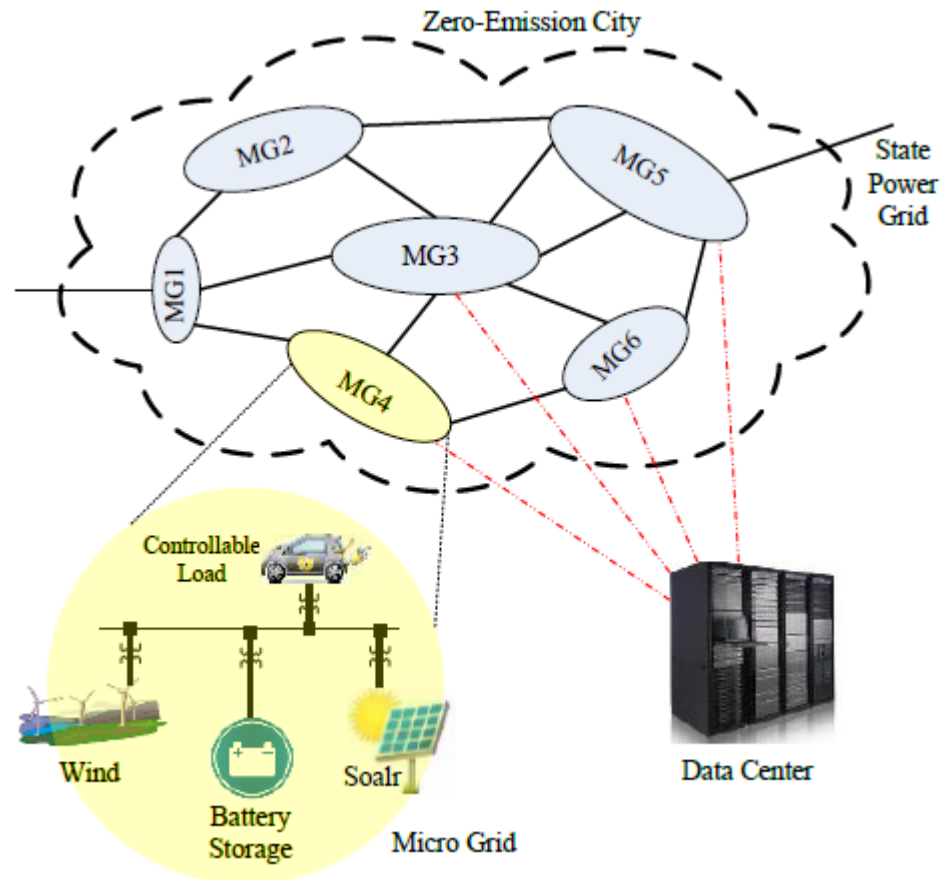 Zero-Emission City
MG2
MG5
State
Power
Grid
MG3
MG1
MG6
MG4
Controllable
Load
Wind
Soalr
Battery
Storage
Micro Grid
Data Center